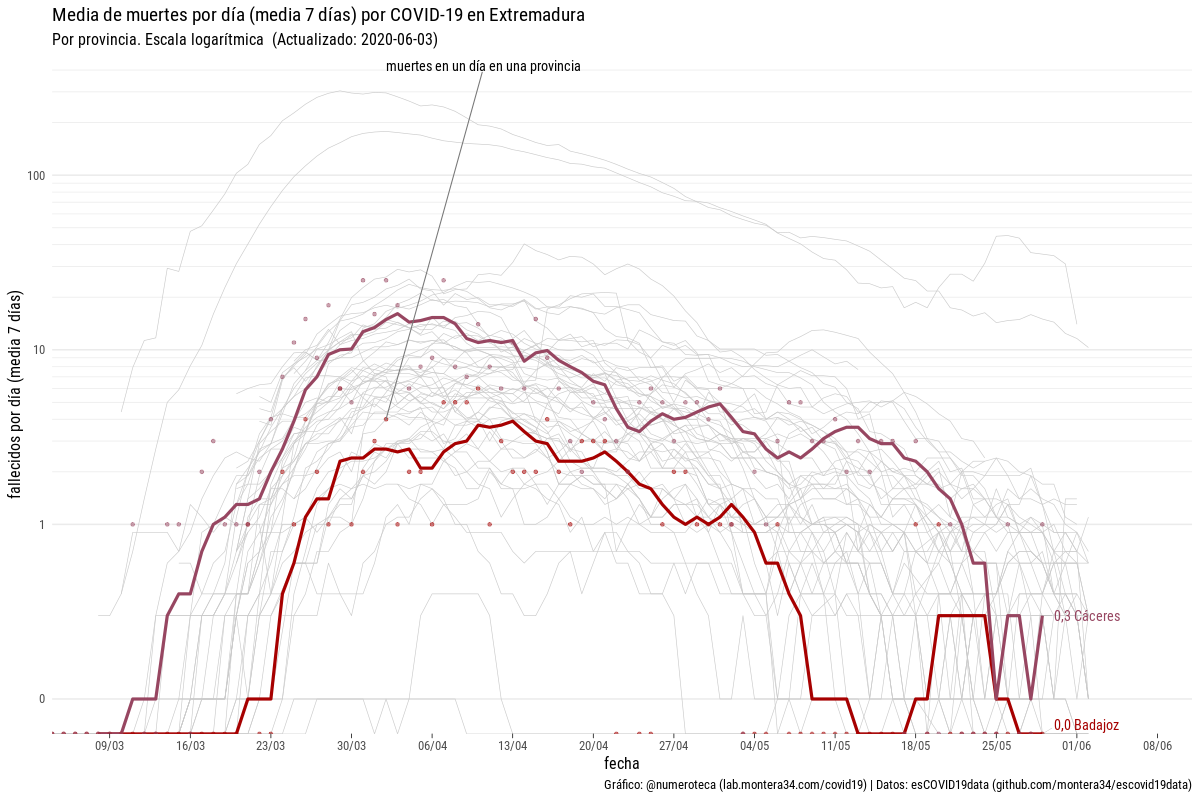 Media de muertes por día (media 7 días) por COVID-19 en Extremadura
Por provincia. Escala logarítmica  (Actualizado: 2020-06-03)
muertes en un día en una provincia
fallecidos por día (media 7 días)
100
10
1
0
0,3 Cáceres
0,0 Badajoz
09/03 16/03 23/03 30/03 06/04 13/04 20/04 27/04 04/05 11/05 18/05 25/05 01/06 08/06
fecha
Gráfico: @numeroteca (lab.montera34.com/covid19) | Datos: esCOVID19data (github.com/montera34/escovid19data)